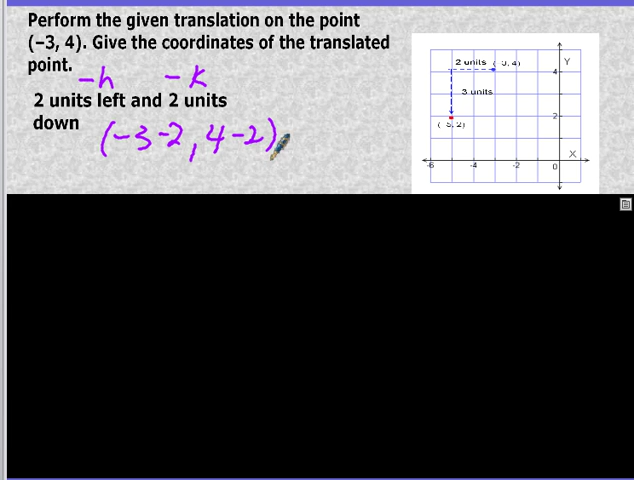 Perform the given translation on the point
(−3, 4). Give the coordinates of the translated
point.
-h -k
2 units left and 2 units
down
(-3-2, 4-2)
2 units
3 units
Y
4
2
X
-6 -4 -2 0